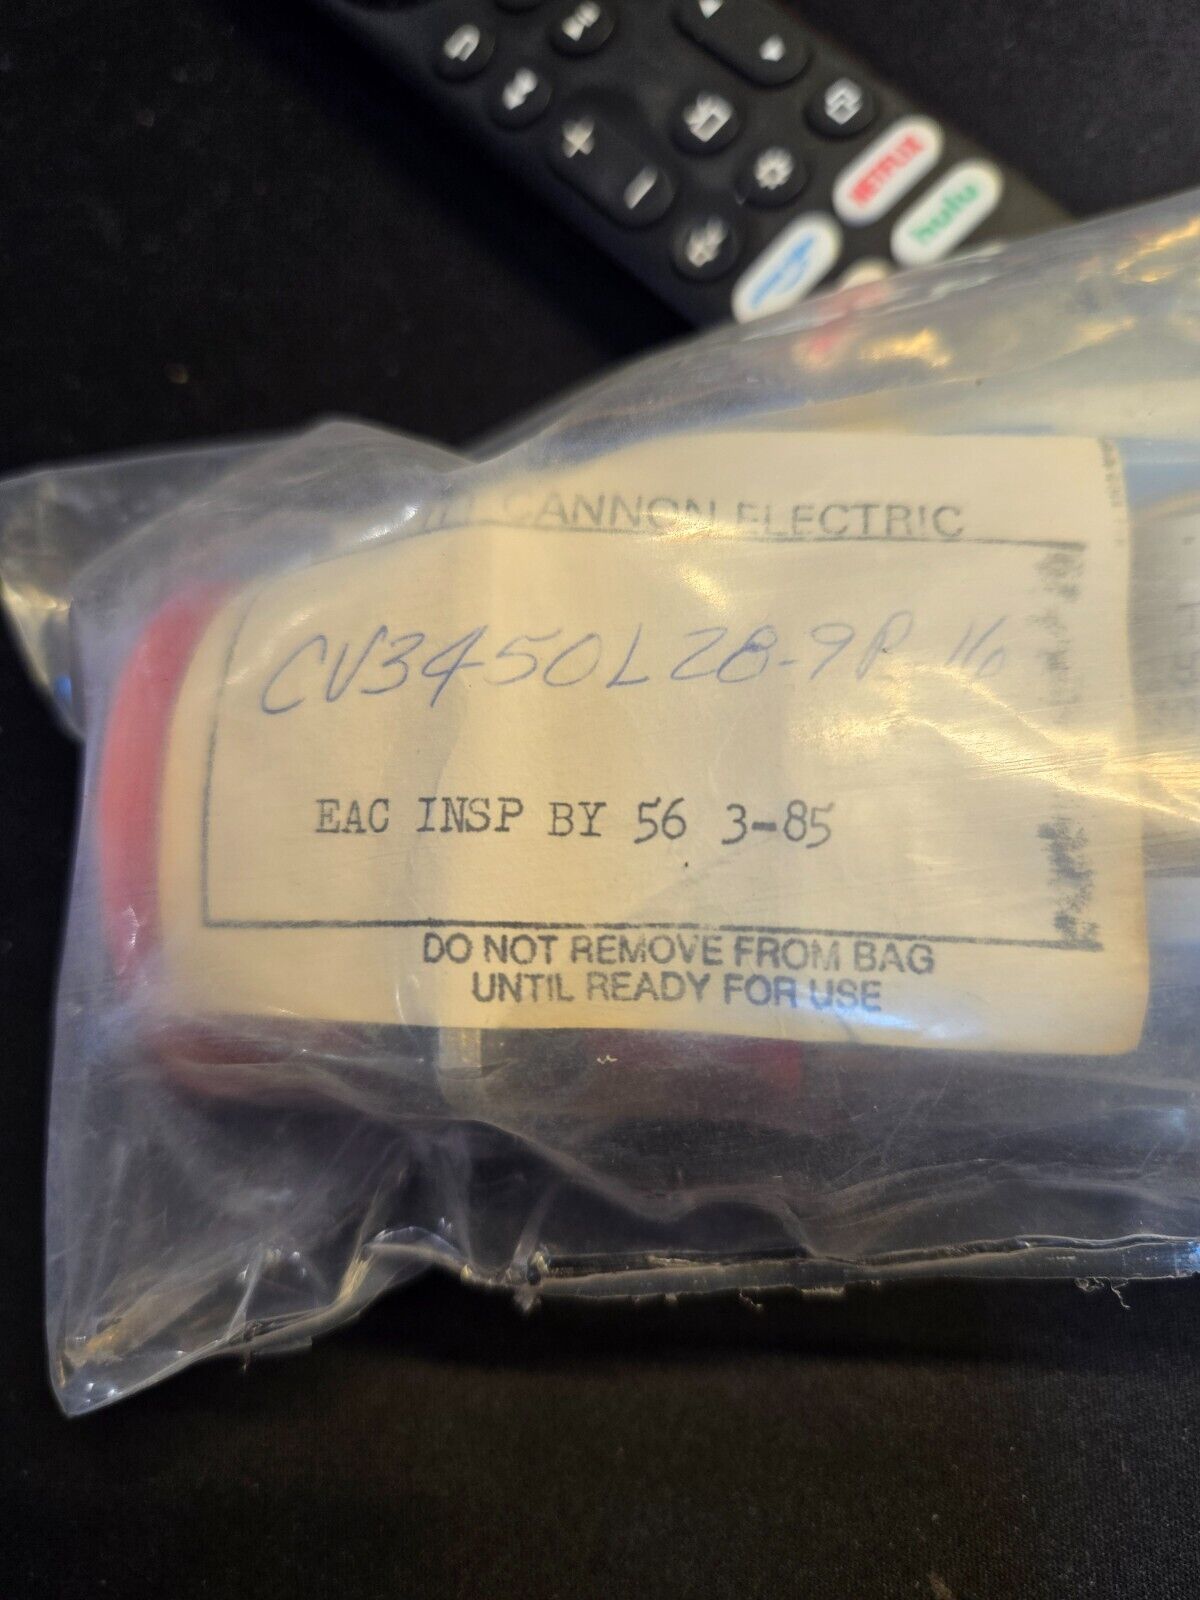 NETFLIX
hulu
CANNON ELECTRIC
CV3450L28-9P
EAC INSP BY 56 3-85
DO NOT REMOVE FROM BAG
UNTIL READY FOR USE